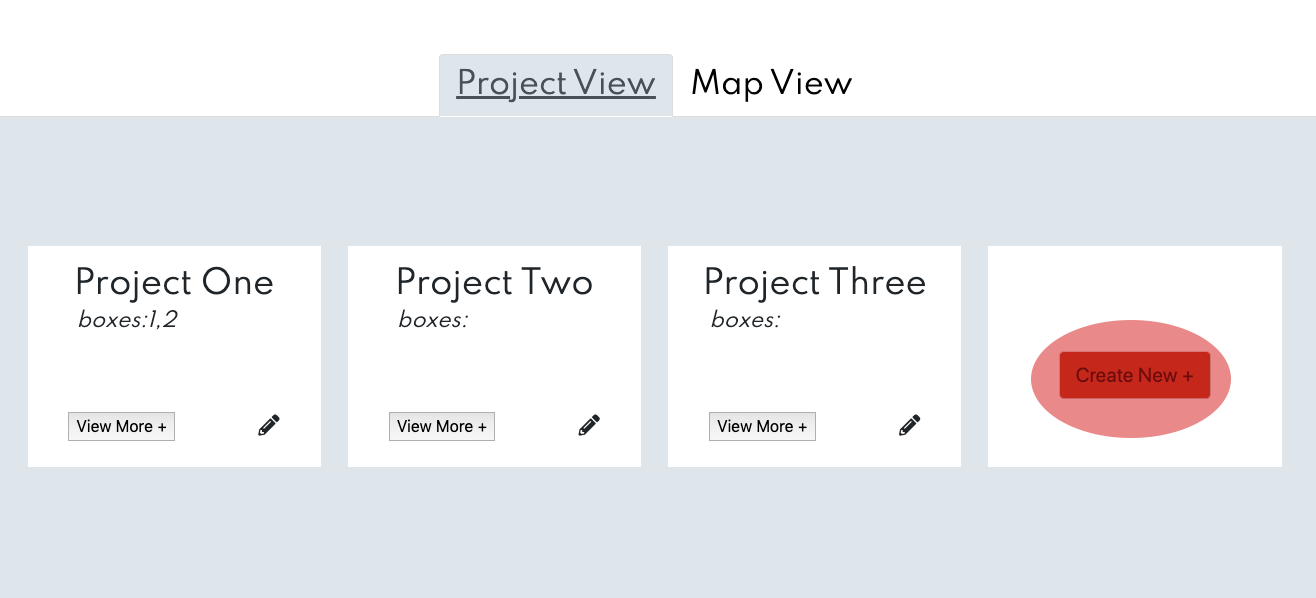 Project View Map View
Project One
boxes:1,2
View More +
Project Two
boxes:
View More +
Project Three
boxes:
View More +
Create New +